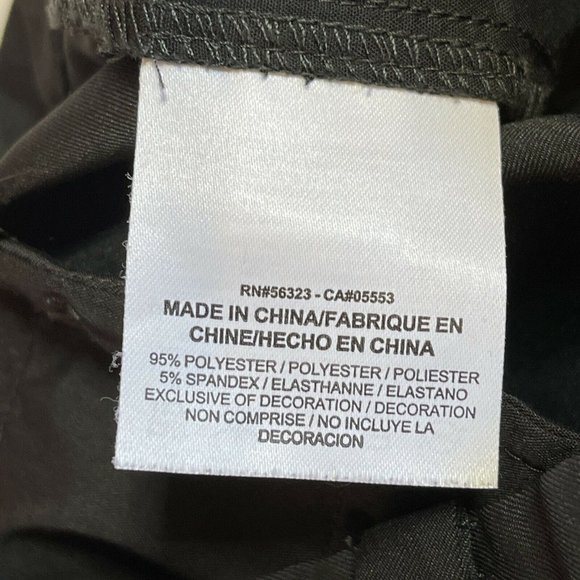 RN#56323 - CA#05553
MADE IN CHINA/FABRIQUE EN
CHINE/HECHO EN CHINA
95% POLYESTER / POLYESTER / POLIESTER
5% SPANDEX / ELASTHANNE / ELASTANO
EXCLUSIVE OF DECORATION / DECORATION
NON COMPRISE / NO INCLUYE LA
DECORACION